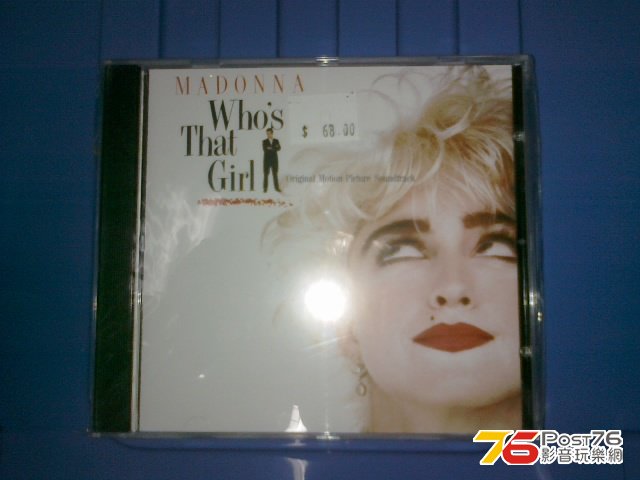 MADONNA
Who's
That
Girl
$ 68.00
Original Motion Picture Soundtrack
76 Post76
影音玩樂網